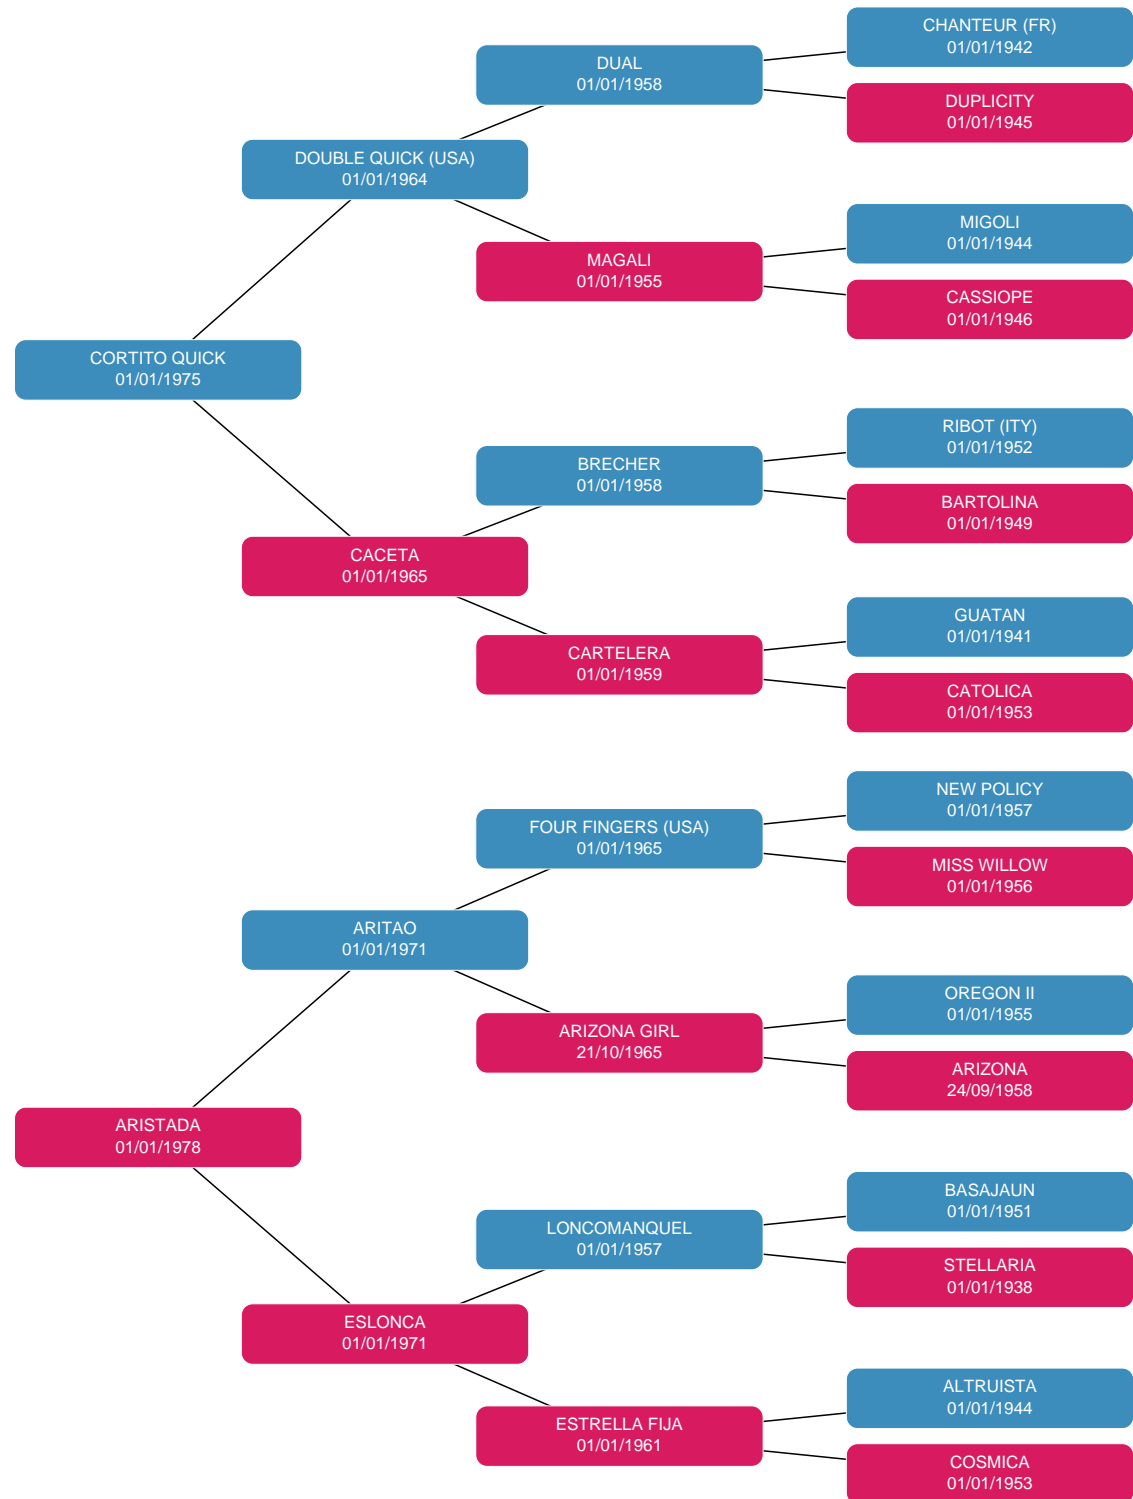 CHANTEUR (FR)
01/01/1942
DUAL
01/01/1958
DUPLICITY
01/01/1945
DOUBLE QUICK (USA)
01/01/1964
MIGOLI
01/01/1944
MAGALI
01/01/1955
CASSIOPE
01/01/1946
CORTITO QUICK
01/01/1975
RIBOT (ITY)
01/01/1952
BRECHER
01/01/1958
BARTOLINA
01/01/1949
CACETA
01/01/1965
GUATAN
01/01/1941
CARTELERA
01/01/1959
CATOLICA
01/01/1953
NEW POLICY
01/01/1957
FOUR FINGERS (USA)
01/01/1965
MISS WILLOW
01/01/1956
ARITAO
01/01/1971
OREGON II
01/01/1955
ARIZONA GIRL
21/10/1965
ARIZONA
24/09/1958
ARISTADA
01/01/1978
BASAJAUN
01/01/1951
LONCOMANQUEL
01/01/1957
STELLARIA
01/01/1938
ESLONCA
01/01/1971
ALTRUISTA
01/01/1944
ESTRELLA FIJA
01/01/1961
COSMICA
01/01/1953